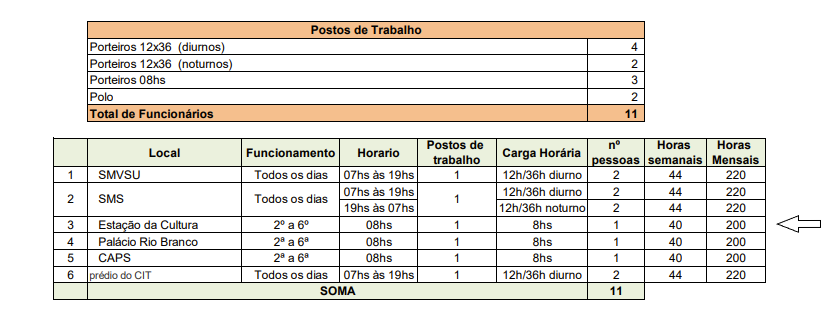 Postos de Trabalho
Porteiros 12x36 (diurnos) 4
Porteiros 12x36 (noturnos) 2
Porteiros 08hs 3
Polo 2
Total de Funcionários 11
Local Funcionamento Horario Postos de trabalho Carga Horária nº pessoas Horas semanais Horas Mensais
1 SMVSU Todos os dias 07hs às 19hs 1 12h/36h diurno 2 44 220
2 SMS Todos os dias 07hs às 19hs 1 12h/36h diurno 2 44 220
19hs às 07hs 12h/36h noturno 2 44 220
3 Estação da Cultura 2º a 6º 08hs 1 8hs 1 40 200
4 Palácio Rio Branco 2ª a 6ª 08hs 1 8hs 1 40 200
5 CAPS 2ª a 6ª 08hs 1 8hs 1 40 200
6 prédio do CIT Todos os dias 07hs às 19hs 1 12h/36h diurno 2 44 220
SOMA 11